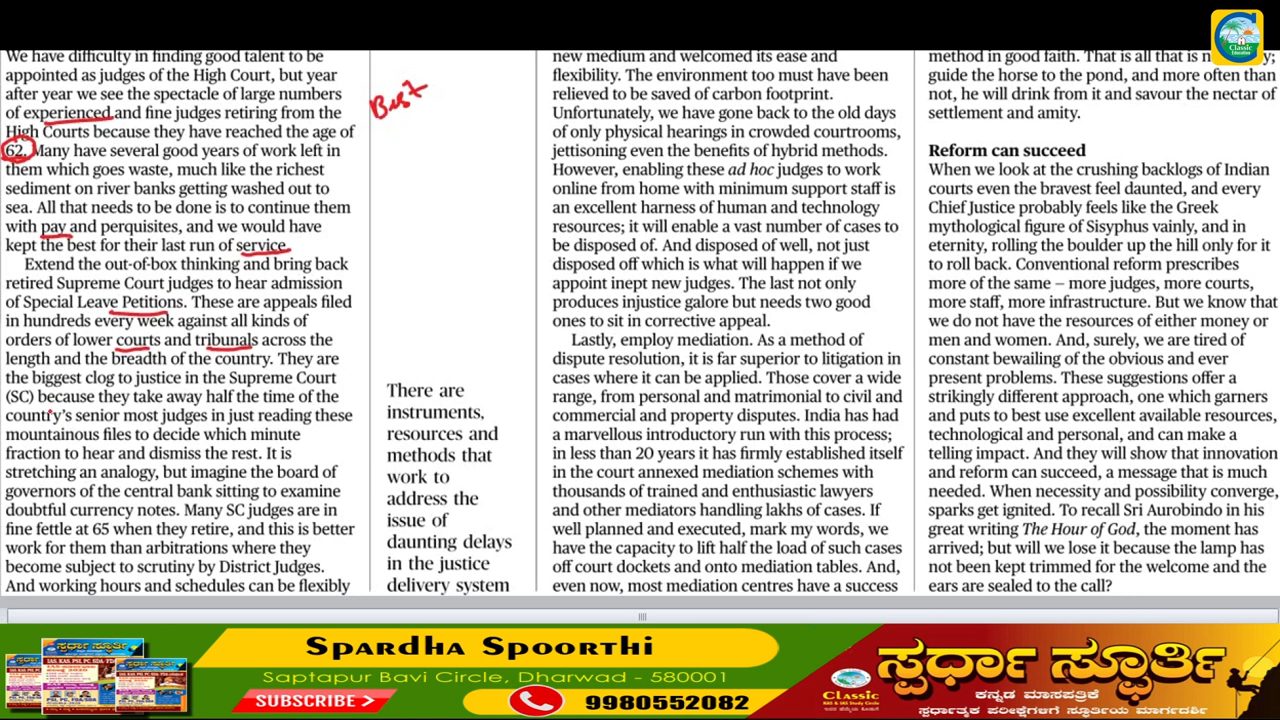 We have difficulty in finding good talent to be
appointed as judges of the High Court, but year
after year we see the spectacle of large numbers
of experienced and fine judges retiring from the
High Courts because they have reached the age of
62. Many have several good years of work left in
them which goes waste, much like the richest
sediment on river banks getting washed out to
sea. All that needs to be done is to continue them
with pay and perquisites, and we would have
kept the best for their last run of service.
Extend the out-of-box thinking and bring back
retired Supreme Court judges to hear admission
of Special Leave Petitions. These are appeals filed
in hundreds every week against all kinds of
orders of lower courts and tribunals across the
length and the breadth of the country. They are
the biggest clog to justice in the Supreme Court
(SC) because they take away half the time of the
county's senior most judges in just reading these
mountainous files to decide which minute
fraction to hear and dismiss the rest. It is
stretching an analogy, but imagine the board of
governors of the central bank sitting to examine
doubtful currency notes. Many SC judges are in
fine fettle at 65 when they retire, and this is better
work for them than arbitrations where they
become subject to scrutiny by District Judges.
And working hours and schedules can be flexibly
Best
There are
instruments,
resources and
methods that
work to
address the
issue of
daunting delays
in the justice
delivery system
new medium and welcomed its ease and
flexibility. The environment too must have been
relieved to be saved of carbon footprint.
Unfortunately, we have gone back to the old days
of only physical hearings in crowded courtrooms,
jettisoning even the benefits of hybrid methods.
However, enabling these ad hoc judges to work
online from home with minimum support staff is
an excellent harness of human and technology
resources; it will enable a vast number of cases to
be disposed of. And disposed of well, not just
disposed off which is what will happen if we
appoint inept new judges. The last not only
produces injustice galore but needs two good
ones to sit in corrective appeal.
Lastly, employ mediation. As a method of
dispute resolution, it is far superior to litigation in
cases where it can be applied. Those cover a wide
range, from personal and matrimonial to civil and
commercial and property disputes. India has had
a marvellous introductory run with this process;
in less than 20 years it has firmly established itself
in the court annexed mediation schemes with
thousands of trained and enthusiastic lawyers
and other mediators handling lakhs of cases. If
well planned and executed, mark my words, we
have the capacity to lift half the load of such cases
off court dockets and onto mediation tables. And,
even now, most mediation centres have a success
method in good faith. That is all that is
guide the horse to the pond, and more often than
not, he will drink from it and savour the nectar of
settlement and amity.
Reform can succeed
When we look at the crushing backlogs of Indian
courts even the bravest feel daunted, and every
Chief Justice probably feels like the Greek
mythological figure of Sisyphus vainly, and in
eternity, rolling the boulder up the hill only for it
to roll back. Conventional reform prescribes
more of the same – more judges, more courts,
more staff, more infrastructure. But we know that
we do not have the resources of either money or
men and women. And, surely, we are tired of
constant bewailing of the obvious and ever
present problems. These suggestions offer a
strikingly different approach, one which garners
and puts to best use excellent available resources,
technological and personal, and can make a
telling impact. And they will show that innovation
and reform can succeed, a message that is much
needed. When necessity and possibility converge,
sparks get ignited. To recall Sri Aurobindo in his
great writing The Hour of God, the moment has
arrived; but will we lose it because the lamp has
not been kept trimmed for the welcome and the
ears are sealed to the call?
Classic
Education
Spardha Spoorthi
Saptapur Bavi Circle, Dharwad - 580001
SUBSCRIBE
9980552082
Classic
KAS & IAS Study Circle
ಸ್ಪರ್ಧಾ ಸ್ಫೂರ್ತಿ
ಕನ್ನಡ ಮಾಸಪತ್ರಿಕೆ
ಸ್ಪರ್ಧಾತ್ಮಕ ಪರೀಕ್ಷೆಗಳಿಗೆ ಸ್ಫೂರ್ತಿಯ ಮಾರ್ಗದರ್ಶಿ